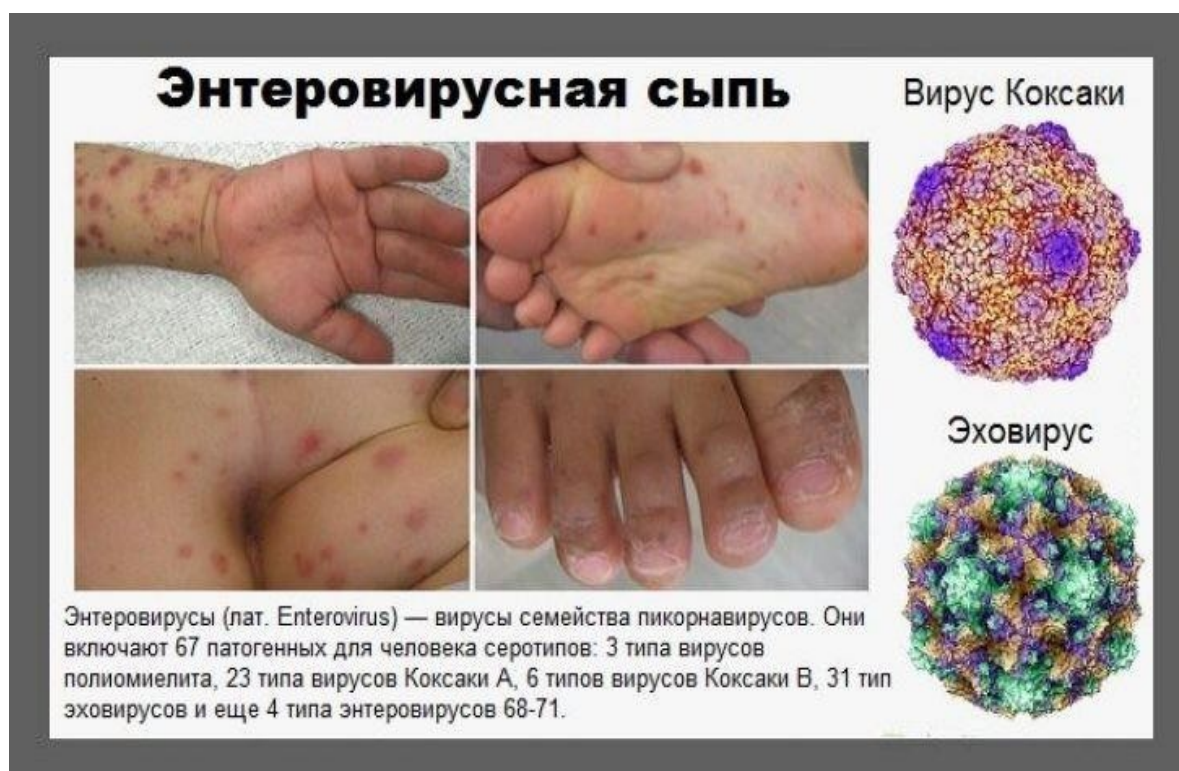 Энтеровирусная сыпь
Вирус Коксаки
Эховирус
Энтеровирусы (лат. Enterovirus) — вирусы семейства пикорнавирусов. Они
включают 67 патогенных для человека серотипов: 3 типа вирусов
полиомиелита, 23 типа вирусов Коксаки А, 6 типов вирусов Коксаки В, 31 тип
эховирусов и еще 4 типа энтеровирусов 68-71.